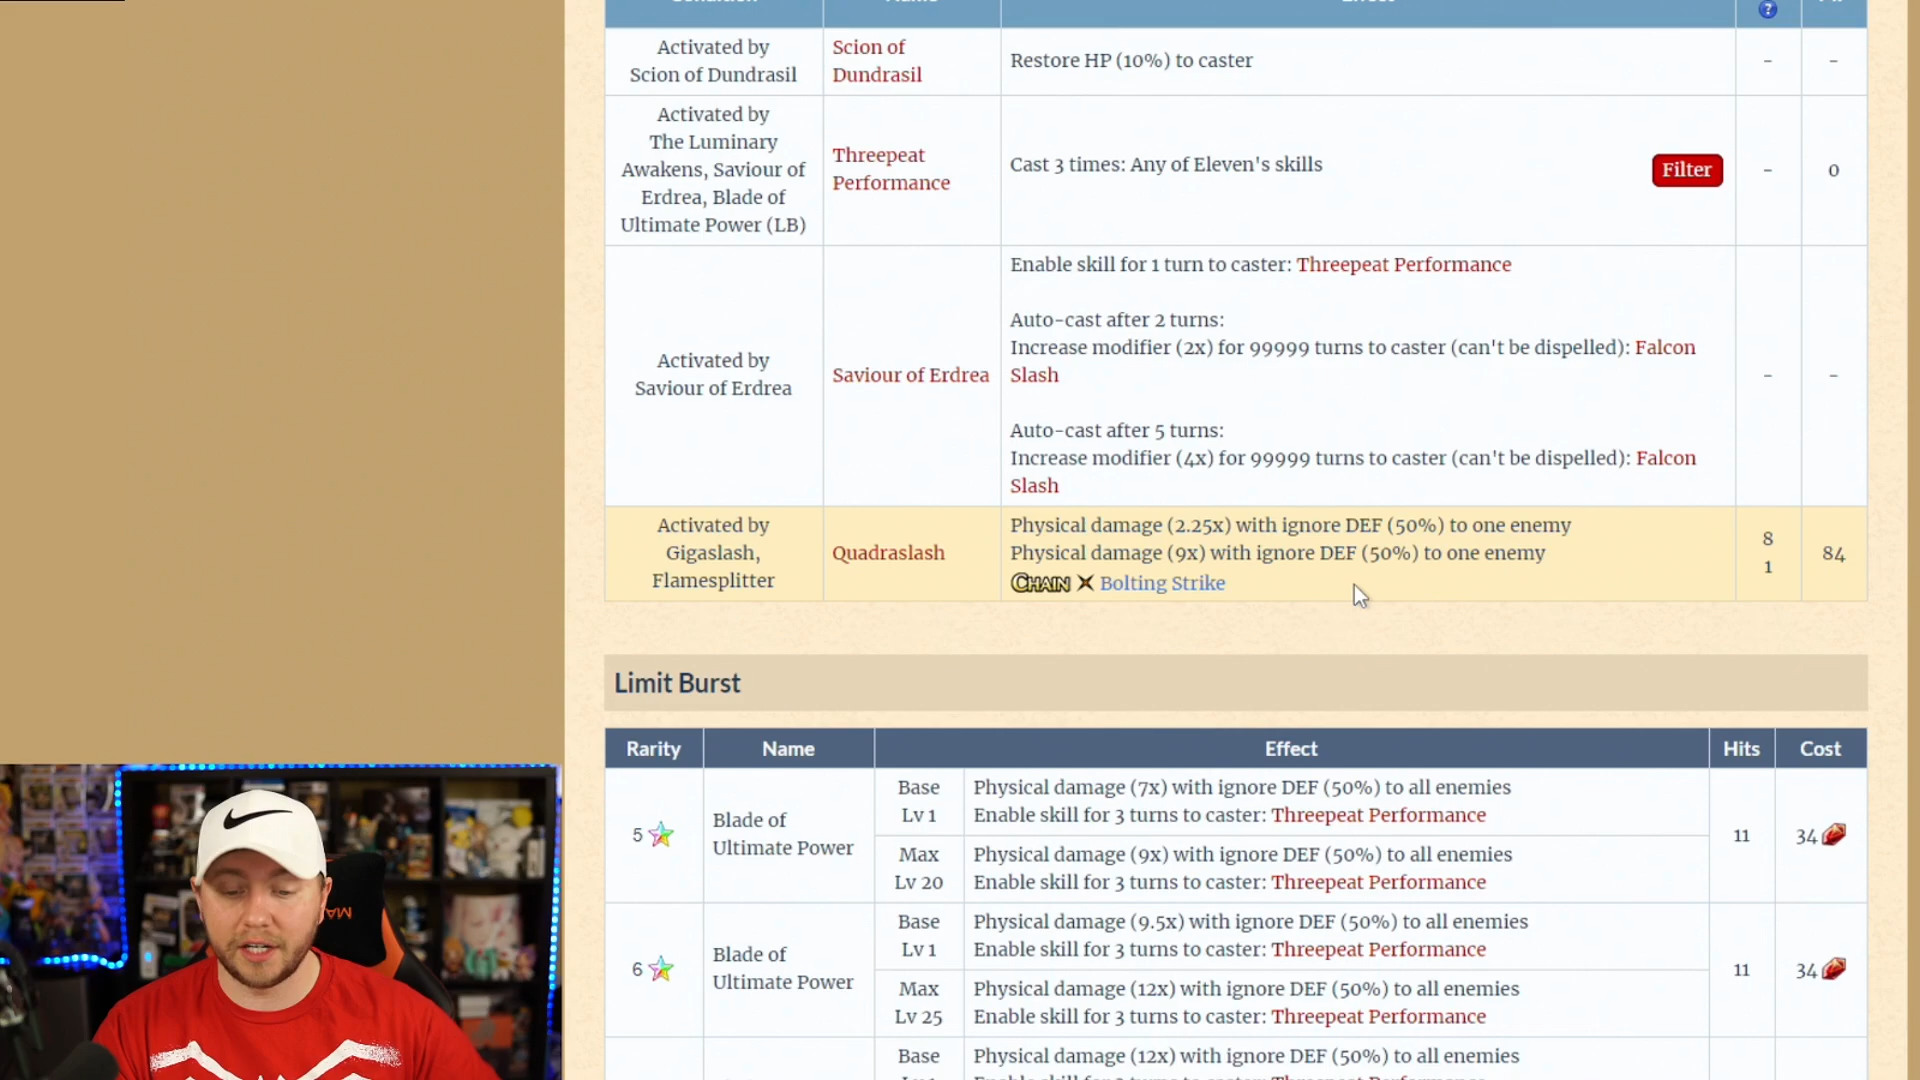 Activated by
Scion of Dundrasil
Scion of
Dundrasil
Restore HP (10%) to caster
-
-
Activated by
The Luminary
Awakens, Saviour of
Erdrea, Blade of
Ultimate Power (LB)
Threepeat
Performance
Cast 3 times: Any of Eleven's skills
Filter
-
0
Activated by
Saviour of Erdrea
Saviour of Erdrea
Enable skill for 1 turn to caster: Threepeat Performance
Auto-cast after 2 turns:
Increase modifier (2x) for 99999 turns to caster (can't be dispelled): Falcon
Slash
Auto-cast after 5 turns:
Increase modifier (4x) for 99999 turns to caster (can't be dispelled): Falcon
Slash
-
-
Activated by
Gigaslash,
Flamesplitter
Quadraslash
Physical damage (2.25x) with ignore DEF (50%) to one enemy
Physical damage (9x) with ignore DEF (50%) to one enemy
CHAIN Bolting Strike
8
1
84
Limit Burst
Rarity Name Effect Hits Cost
5
Blade of
Ultimate Power
Base
Lv 1
Physical damage (7x) with ignore DEF (50%) to all enemies
Enable skill for 3 turns to caster: Threepeat Performance
Max
Lv 20
Physical damage (9x) with ignore DEF (50%) to all enemies
Enable skill for 3 turns to caster: Threepeat Performance
11
34
6
Blade of
Ultimate Power
Base
Lv 1
Physical damage (9.5x) with ignore DEF (50%) to all enemies
Enable skill for 3 turns to caster: Threepeat Performance
Max
Lv 25
Physical damage (12x) with ignore DEF (50%) to all enemies
Enable skill for 3 turns to caster: Threepeat Performance
11
34
Base
Physical damage (12x) with ignore DEF (50%) to all enemies